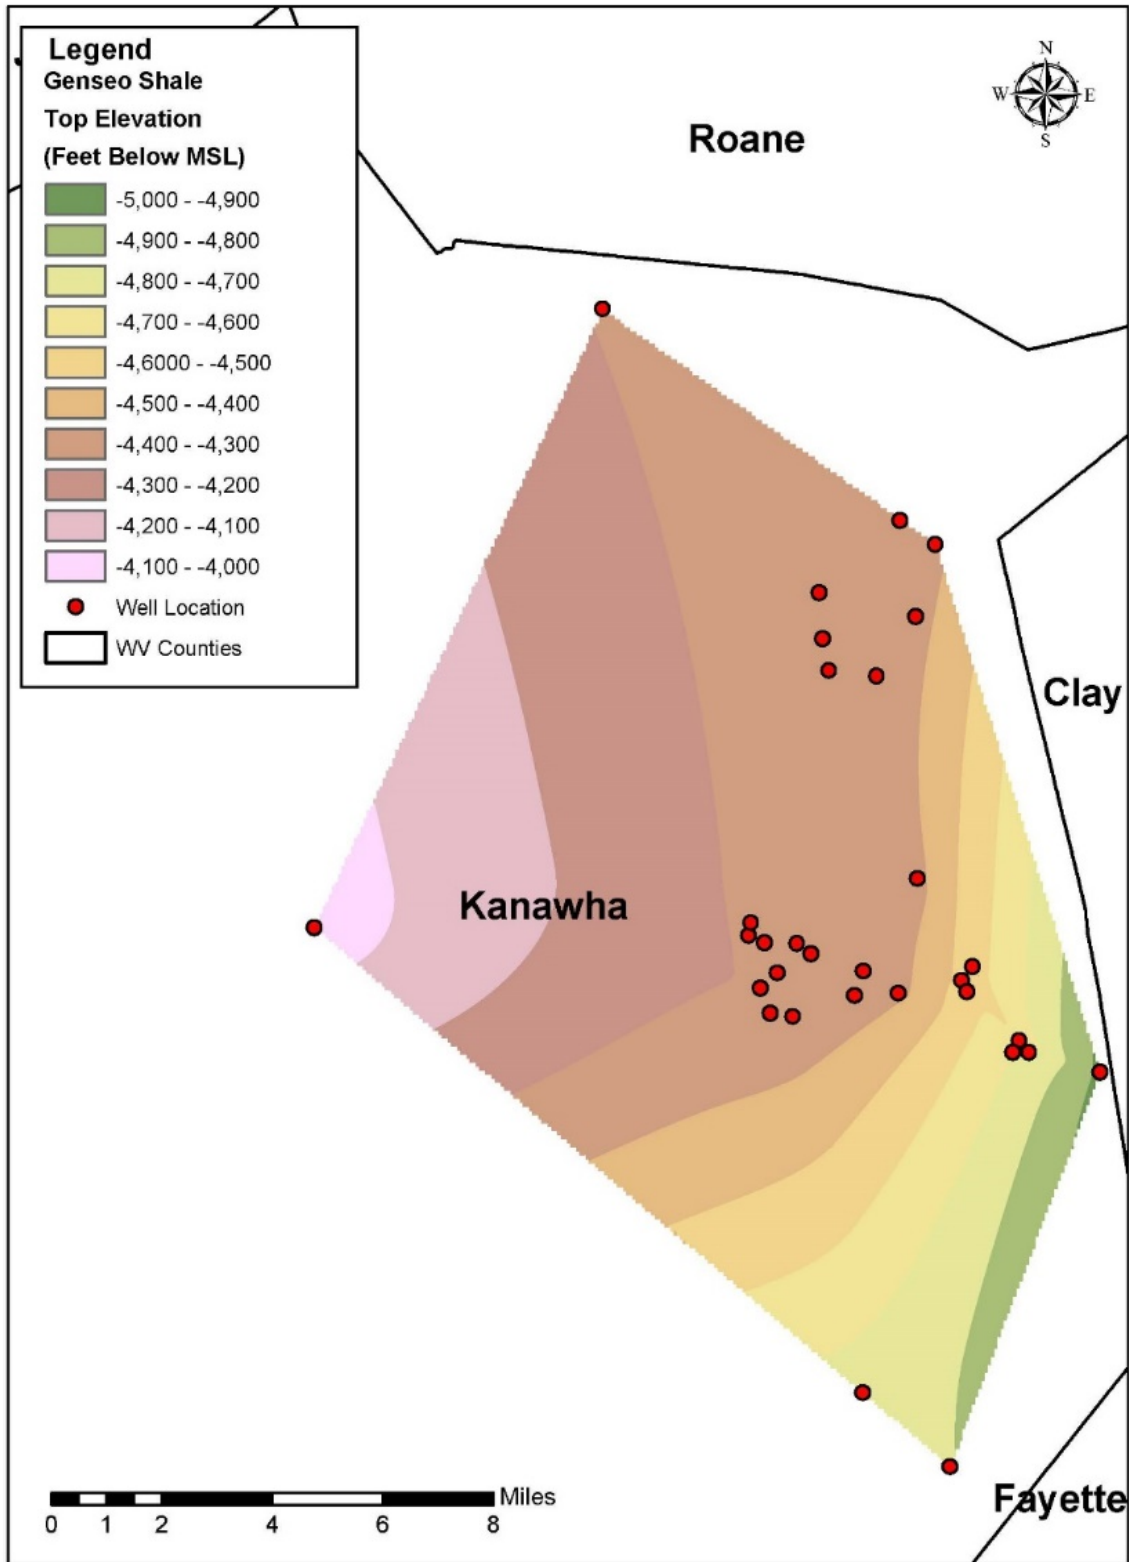 Legend
Genseo Shale
Top Elevation
(Feet Below MSL)
-5,000 - -4,900
-4,900 - -4,800
-4,800 - -4,700
-4,700 - -4,600
-4,6000 - -4,500
-4,500 - -4,400
-4,400 - -4,300
-4,300 - -4,200
-4,200 - -4,100
-4,100 - -4,000
Well Location
WV Counties
N
W E
S
Roane
Clay
Kanawha
Fayette
Miles
0 1 2 4 6 8